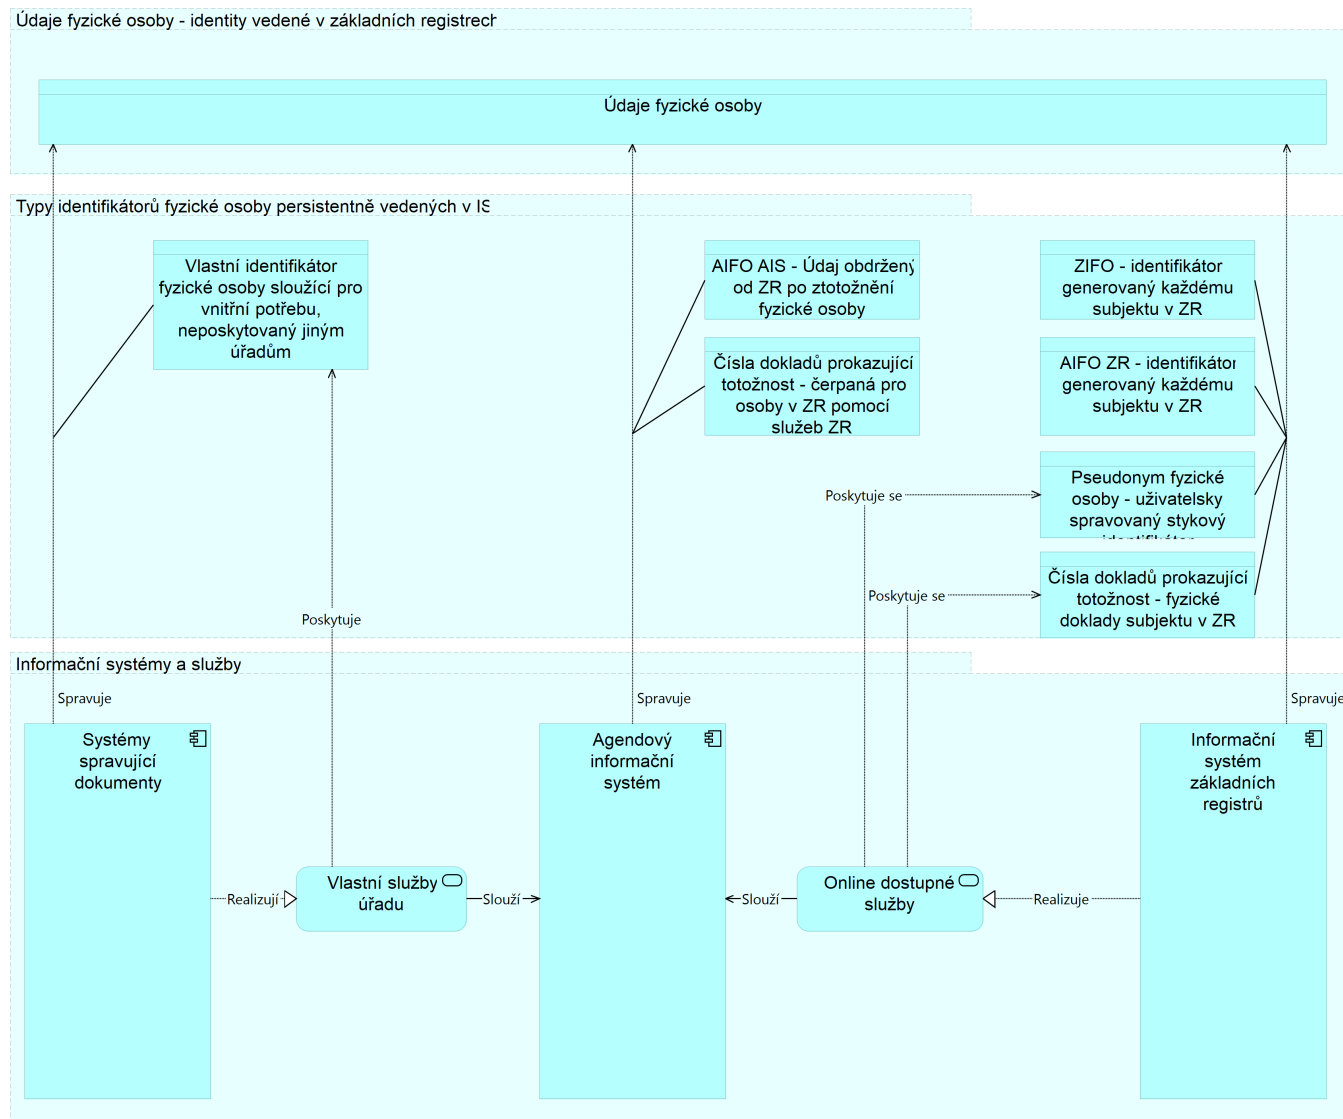 Údaje fyzické osoby - identity vedené v základních registrech
Údaje fyzické osoby
Typy identifikátorů fyzické osoby persistentně vedených v IS
Vlastní identifikátor
fyzické osoby sloužící pro
vnitřní potřebu,
neposkytovaný jiným
úřadům
AIFO AIS - Údaj obdržený
od ZR po ztotožnění
fyzické osoby
ZIFO - identifikátor
generovaný každému
subjektu v ZR
Čísla dokladů prokazující
totožnost - čerpaná pro
osoby v ZR pomocí
služeb ZR
AIFO ZR - identifikátor
generovaný každému
subjektu v ZR
Pseudonym fyzické
osoby - uživatelsky
spravovaný stykový
Poskytuje se
Čísla dokladů prokazující
totožnost - fyzické
doklady subjektu v ZR
Poskytuje se
Poskytuje
Informační systémy a služby
Spravuje
Spravuje
Spravuje
Systémy
spravující
dokumenty
Agendový
informační
systém
Informační
systém
základních
registrů
Realizují
Vlastní služby
úřadu
Slouží
Slouží
Online dostupné
služby
Realizuje